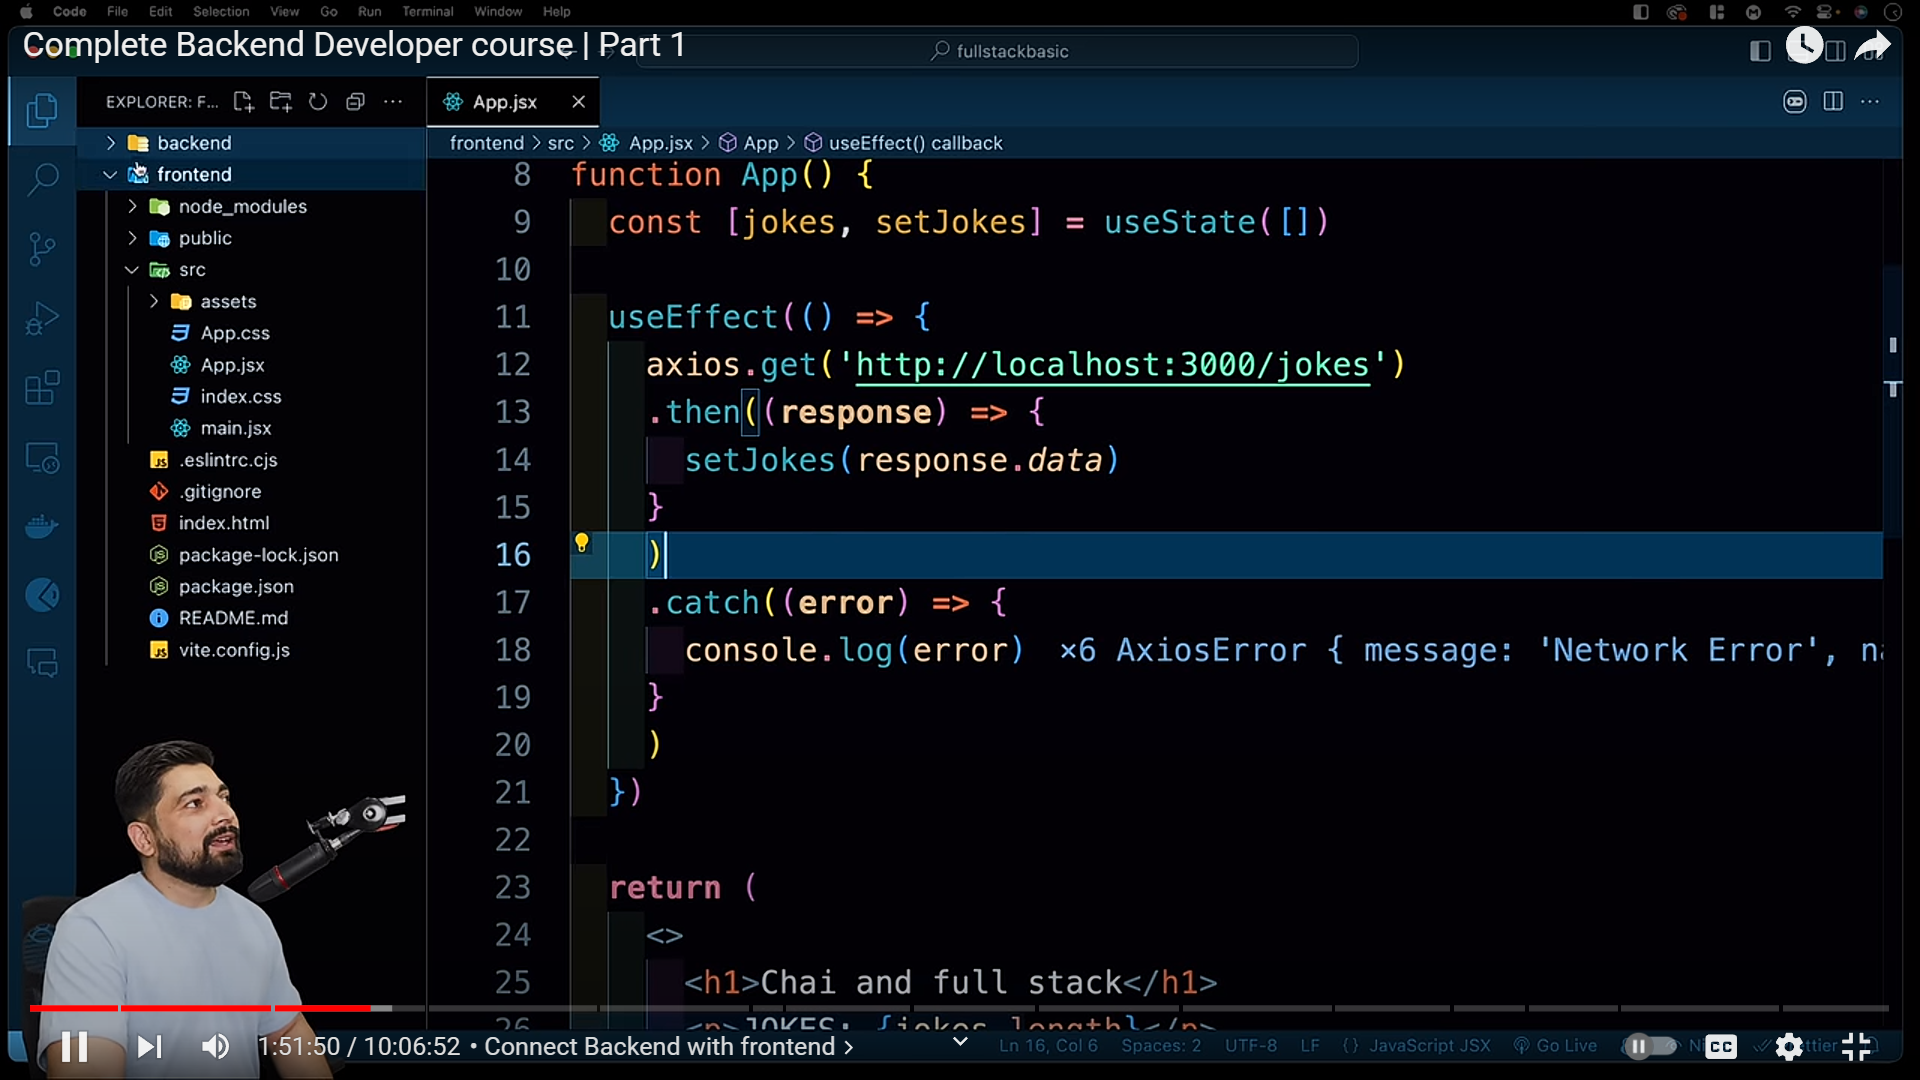 Code File Edit Selection View Go Run Terminal Window Help
Complete Backend Developer course | Part 1
fullstackbasic
EXPLORER: F...
App.jsx
backend
frontend
node_modules
public
src
assets
App.css
App.jsx
index.css
main.jsx
.eslintrc.cjs
.gitignore
index.html
package-lock.json
package.json
README.md
vite.config.js
frontend > src > App.jsx > App > useEffect() callback
8 function App() {
9 const [jokes, setJokes] = useState([])
10
11 useEffect(() => {
12 axios.get('http://localhost:3000/jokes')
13 .then((response) => {
14 setJokes(response.data)
15 }
16 )
17 .catch((error) => {
18 console.log(error) ×6 AxiosError { message: 'Network Error',
19 }
20 )
21 })
22
23 return (
24 <>
25 <h1>Chai and full stack</h1>
26 <p>JOKES: {jokes.length}</p>
1:51:50 / 10:06:52 • Connect Backend with frontend >
Ln 16, Col 6 Spaces: 2 UTF-8 LF {} JavaScript JSX Go Live
CC